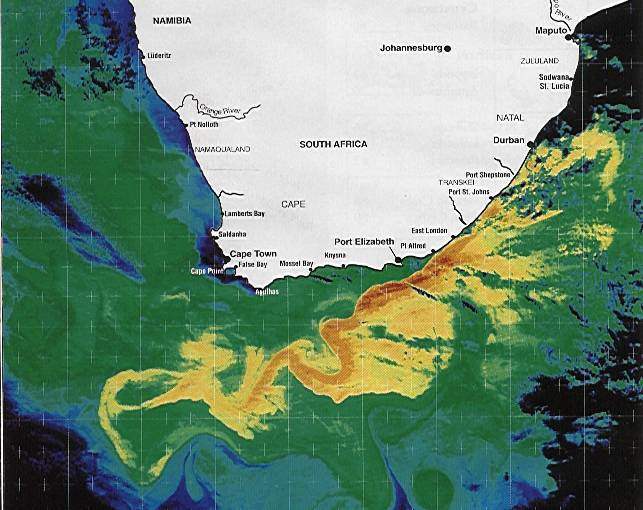 NAMIBIA
Maputo
Johannesburg
Lüderitz
ZULULAND
Sodwana
St. Lucia
Orange River
Pt Nolloth
NATAL
NAMAQUALAND
SOUTH AFRICA
Durban
Port Shepstone
TRANSKEI
Port St. Johns
CAPE
Lamberts Bay
Saldanha
East London
Port Elizabeth
Pt Alfred
Cape Town
Knysna
False Bay
Mossel Bay
Cape Point
Agulhas